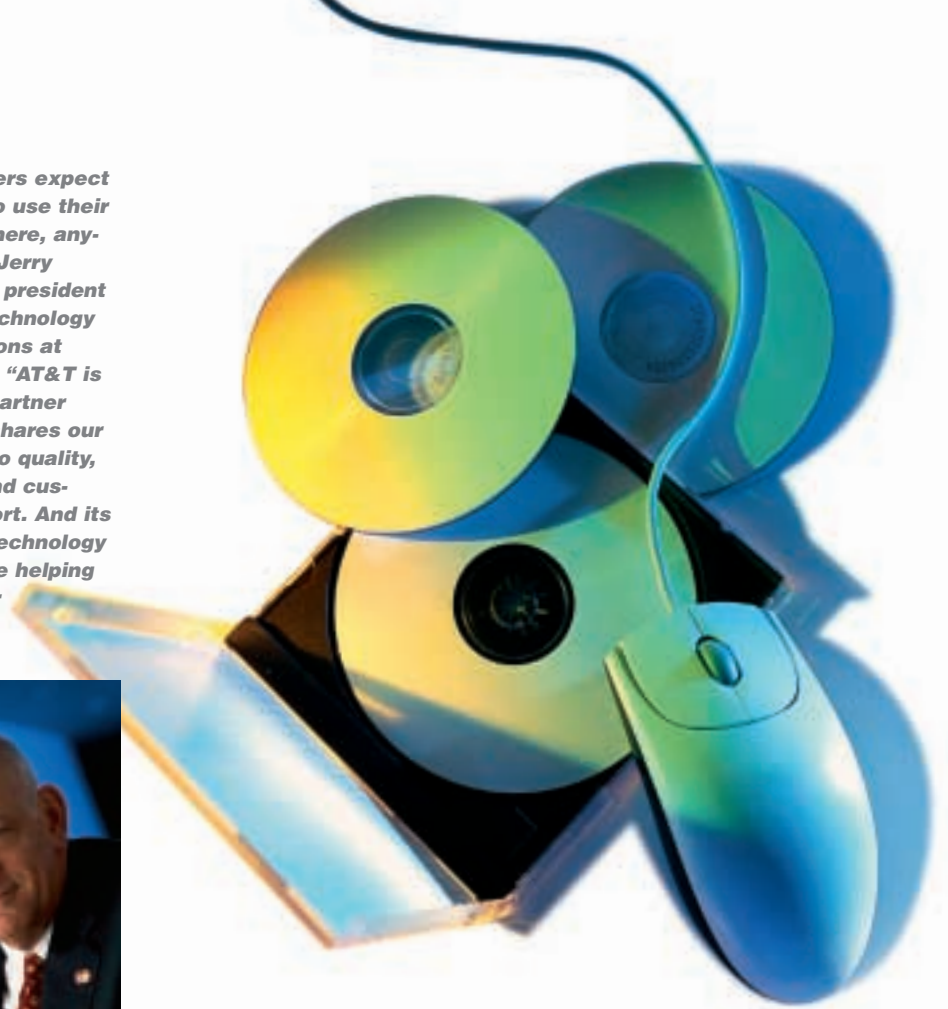 ers expect
o use their
here, any-
Jerry
president
chnology
ons at
“AT&T is
artner
hares our
o quality,
nd cus-
ort. And its
echnology
e helping